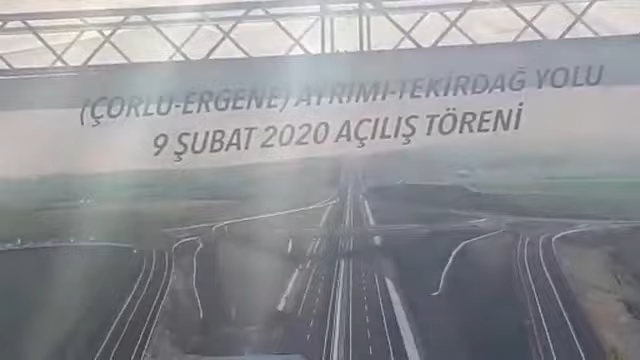 (ÇORLU-ERGENE) AYRIMI-TEKİRDAĞ YOLU
9 ŞUBAT 2020 AÇILIŞ TÖRENİ